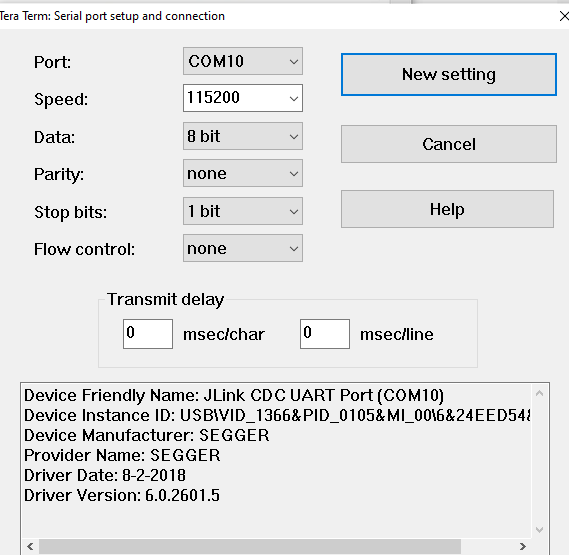 Tera Term: Serial port setup and connection
Port:
COM10
New setting
Speed:
115200
Data:
8 bit
Cancel
Parity:
none
Stop bits:
1 bit
Help
Flow control:
none
Transmit delay
0 msec/char 0 msec/line
Device Friendly Name: JLink CDC UART Port (COM10)
Device Instance ID: USB\VID_1366&PID_0105&MI_00\6&24EED54&
Device Manufacturer: SEGGER
Provider Name: SEGGER
Driver Date: 8-2-2018
Driver Version: 6.0.2601.5